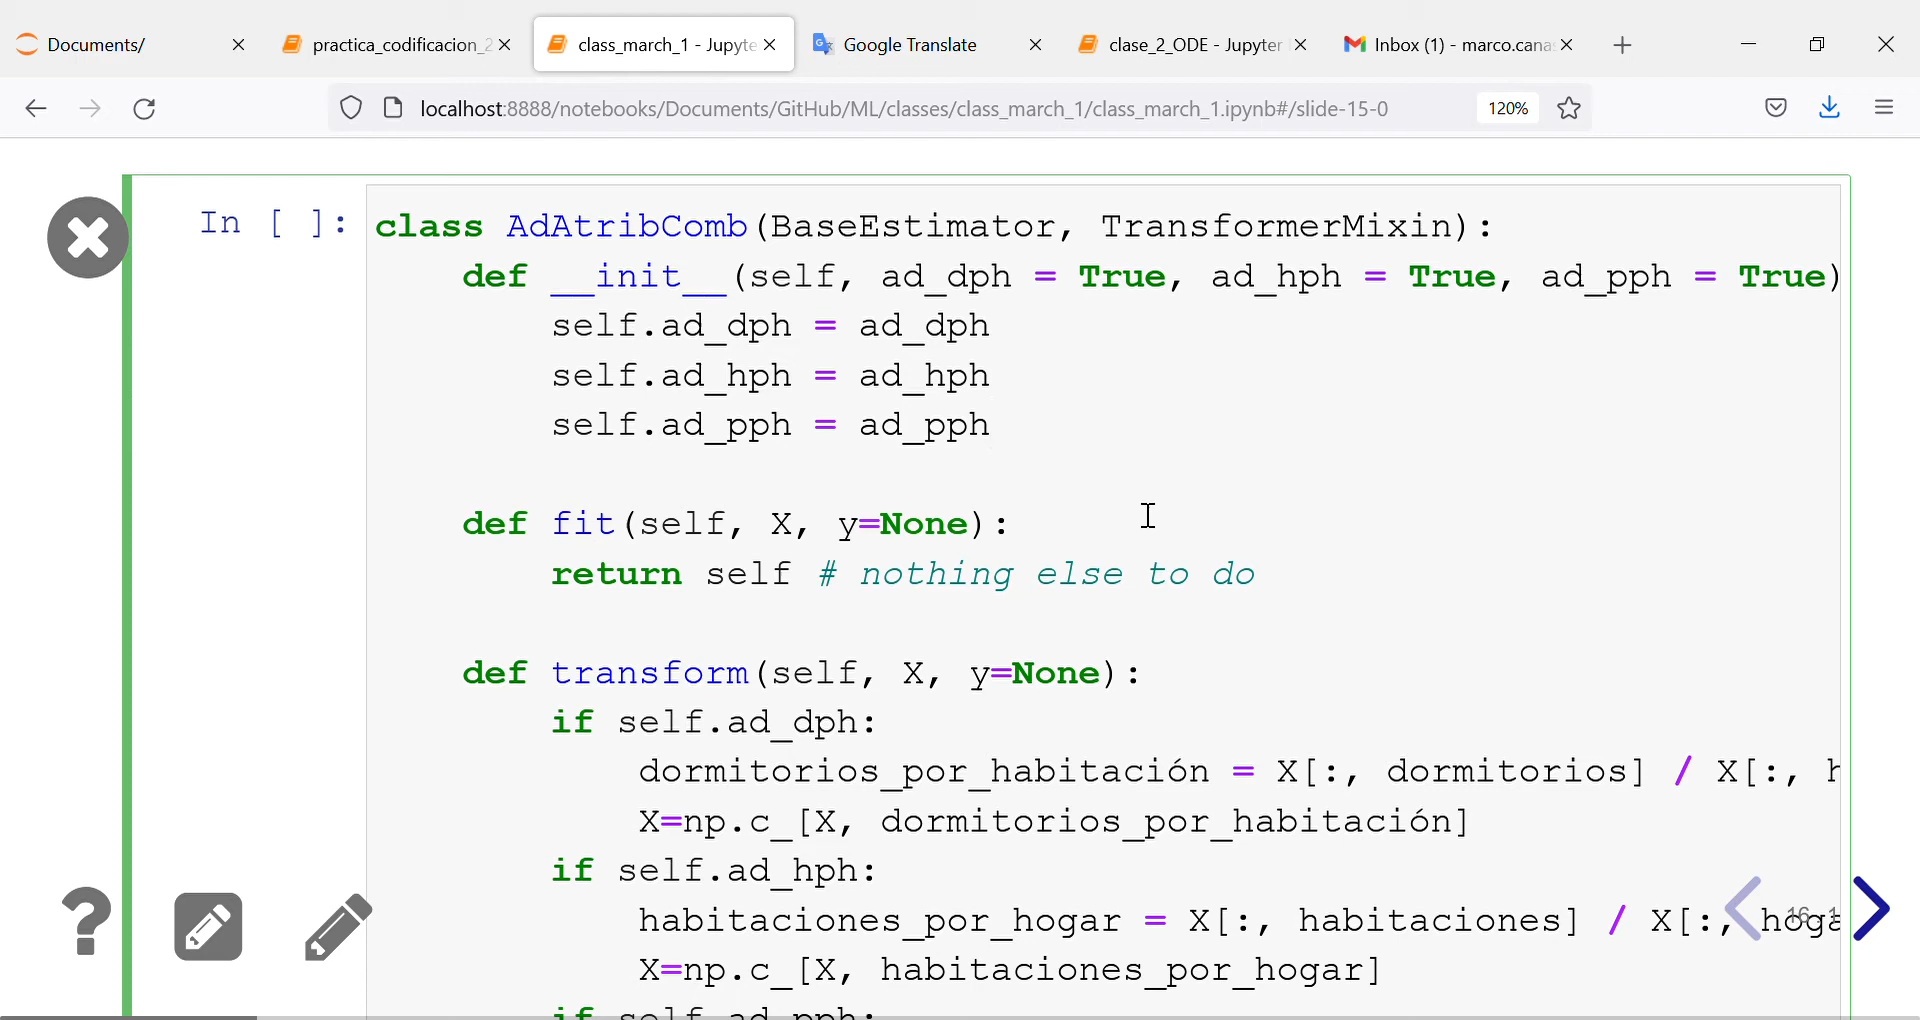 Documents/
practica_codificacion_2
class_march_1 - Jupyte
Google Translate
clase_2_ODE - Jupyter
Inbox (1) - marco.cana
localhost:8888/notebooks/Documents/GitHub/ML/classes/class_march_1/class_march_1.ipynb#/slide-15-0
120%
In [ ]:
class AdAtribComb(BaseEstimator, TransformerMixin):
    def __init__(self, ad_dph = True, ad_hph = True, ad_pph = True)
        self.ad_dph = ad_dph
        self.ad_hph = ad_hph
        self.ad_pph = ad_pph
    def fit(self, X, y=None):
        return self # nothing else to do
    def transform(self, X, y=None):
        if self.ad_dph:
            dormitorios_por_habitación = X[:, dormitorios] / X[:, h
            X=np.c_[X, dormitorios_por_habitación]
        if self.ad_hph:
            habitaciones_por_hogar = X[:, habitaciones] / X[:, hoga
            X=np.c_[X, habitaciones_por_hogar]
        if self.ad_pph: